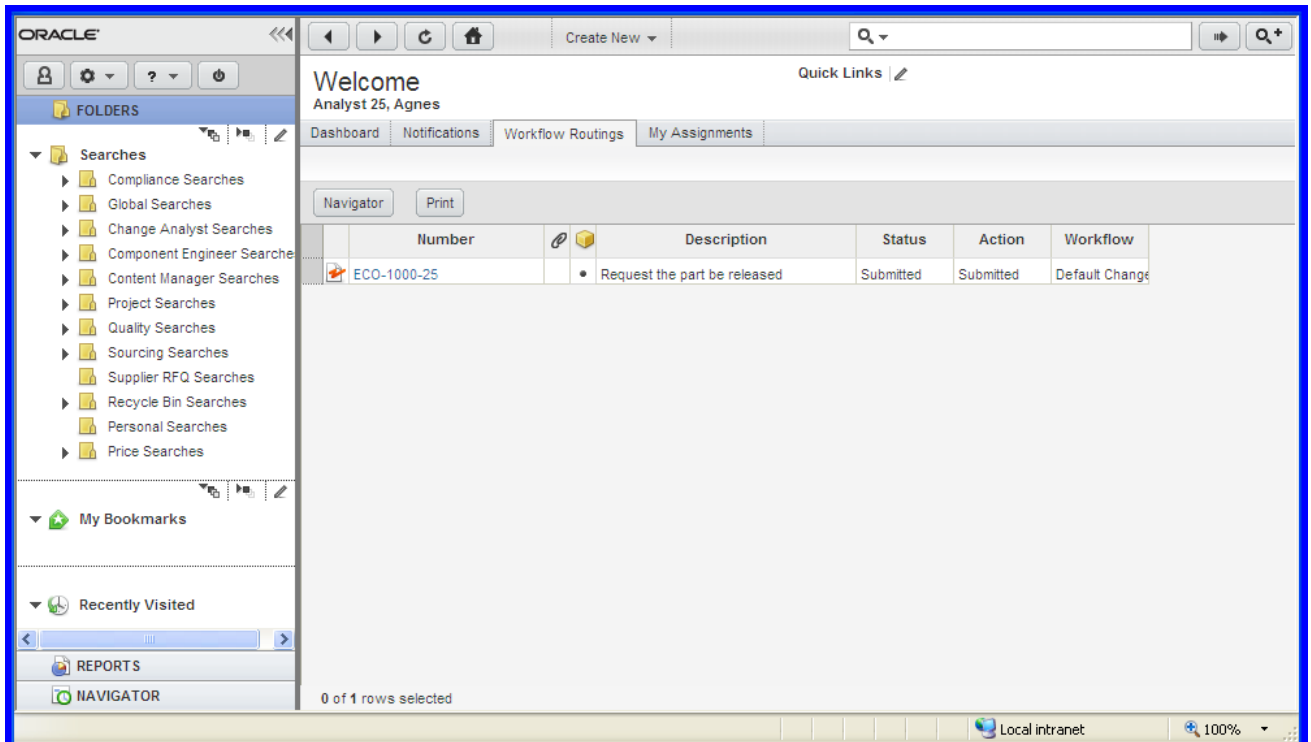 ORACLE
Create New
Welcome
Quick Links
Analyst 25, Agnes
FOLDERS
Dashboard Notifications Workflow Routings My Assignments
Searches
Compliance Searches
Global Searches
Change Analyst Searches
Component Engineer Searche
Content Manager Searches
Project Searches
Quality Searches
Sourcing Searches
Supplier RFQ Searches
Recycle Bin Searches
Personal Searches
Price Searches
My Bookmarks
Recently Visited
REPORTS
NAVIGATOR
Navigator Print
Number Description Status Action Workflow
ECO-1000-25 Request the part be released Submitted Submitted Default Change
0 of 1 rows selected
Local intranet 100%